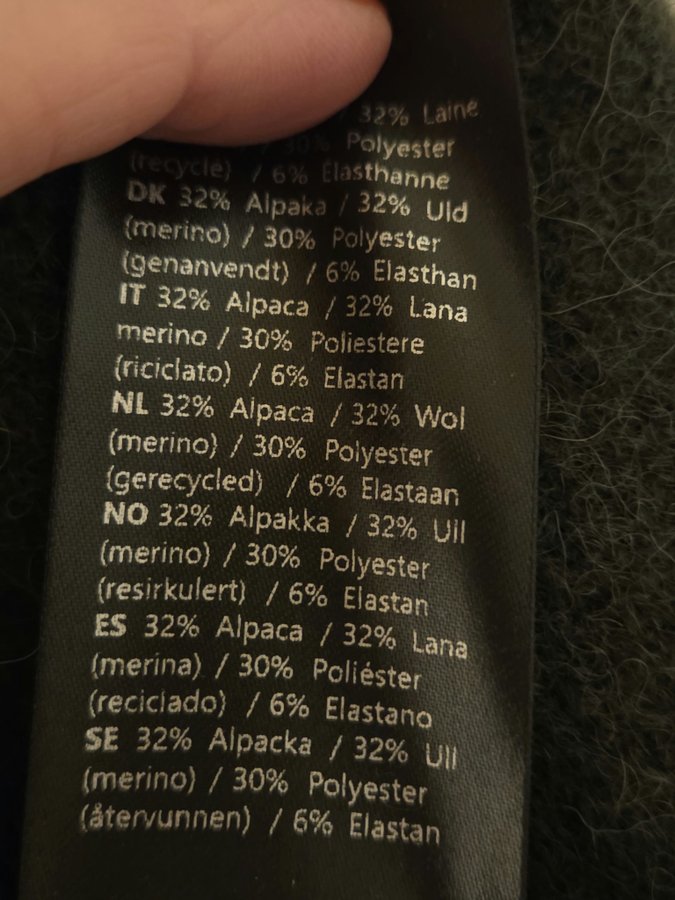 / 32% Laine
30% Polyester
(recyclé) / 6% Élasthanne
DK 32% Alpaka / 32% Uld
(merino) / 30% Polyester
(genanvendt) / 6% Elasthan
IT 32% Alpaca / 32% Lana
merino / 30% Poliestere
(riciclato) / 6% Elastan
NL 32% Alpaca / 32% Wol
(merino) / 30% Polyester
(gerecycled) / 6% Elastaan
NO 32% Alpakka / 32% Ull
(merino) / 30% Polyester
(resirkulert) / 6% Elastan
ES 32% Alpaca / 32% Lana
(merina) / 30% Poliéster
(reciclado) / 6% Elastano
SE 32% Alpacka / 32% Ull
(merino) / 30% Polyester
(återvunnen) / 6% Elastan